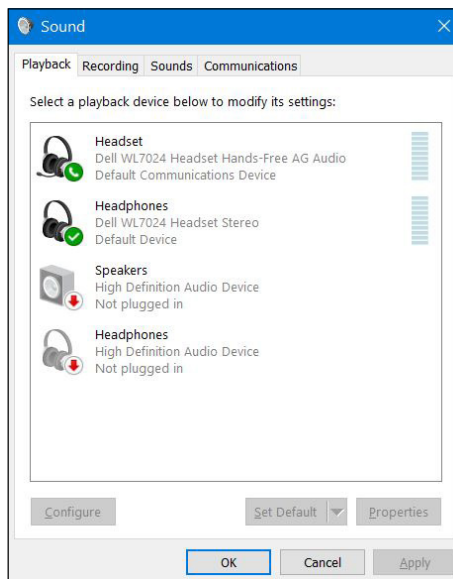 Sound
Playback Recording Sounds Communications
Select a playback device below to modify its settings:
Headset
Dell WL7024 Headset Hands-Free AG Audio
Default Communications Device
Headphones
Dell WL7024 Headset Stereo
Default Device
Speakers
High Definition Audio Device
Not plugged in
Headphones
High Definition Audio Device
Not plugged in
Configure Set Default Properties
OK Cancel Apply